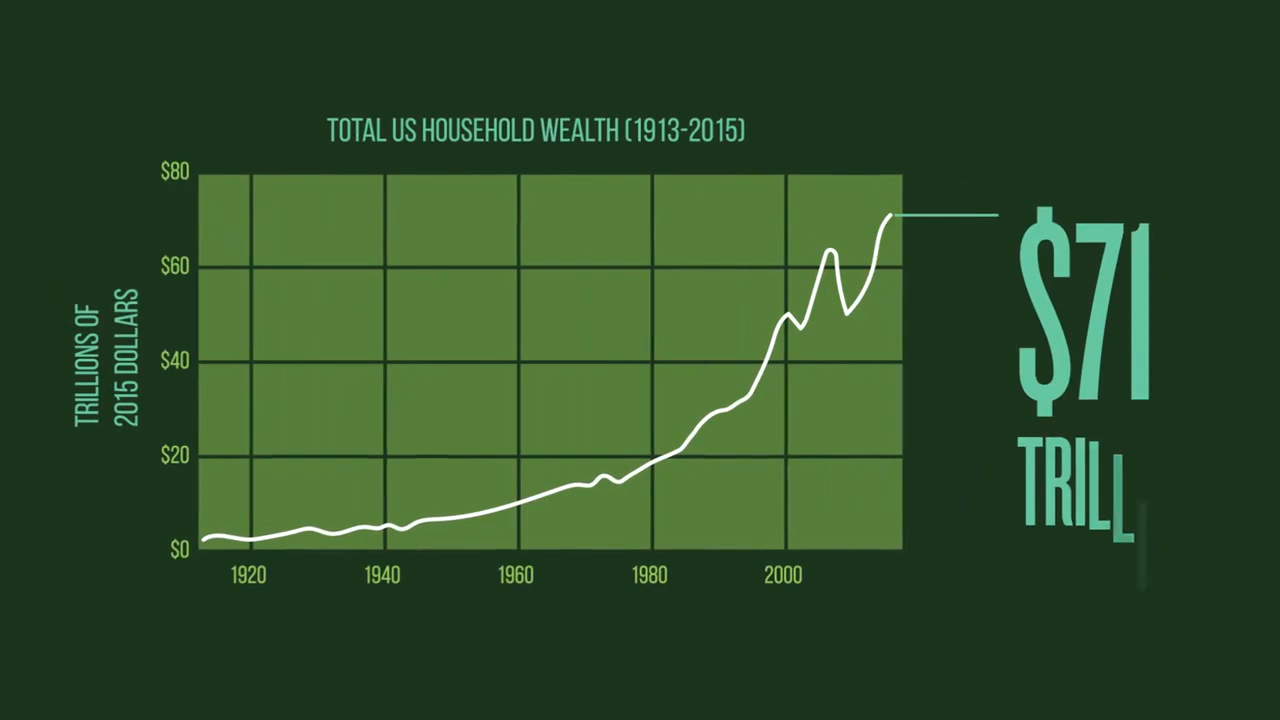 TOTAL US HOUSEHOLD WEALTH (1913-2015)
TRILLIONS OF
2015 DOLLARS
$80
$60
$40
$20
$0
1920 1940 1960 1980 2000
$71
TRILL